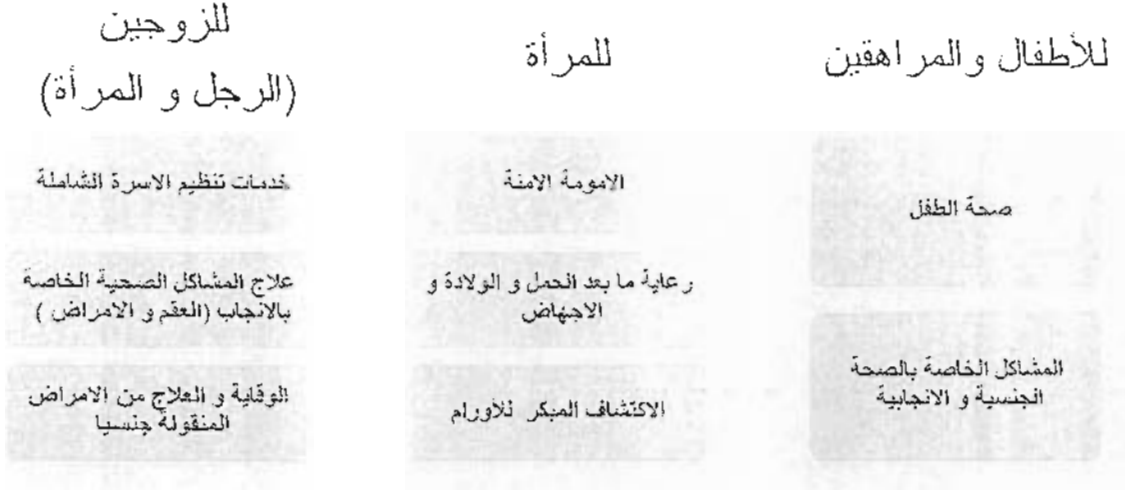 للأطفال والمراهقين
صحة الطفل
المشاكل الخاصة بالصحة
الجنسية و الانجابية
للمرأة
الامومة الامنة
رعاية ما بعد الحمل و الولادة و
الاجهاض
الاكتشاف المبكر للأورام
للزوجين
(الرجل و المرأة)
خدمات تنظيم الاسرة الشاملة
علاج المشاكل الصحية الخاصة
بالانجاب (العقم و الامراض )
الوقاية و العلاج من الامراض
المنقولة جنسيا